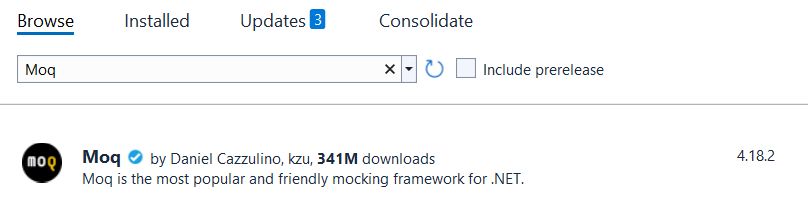 Browse Installed Updates 3 Consolidate
Moq Include prerelease
moq Moq by Daniel Cazzulino, kzu, 341M downloads 4.18.2
Moq is the most popular and friendly mocking framework for .NET.